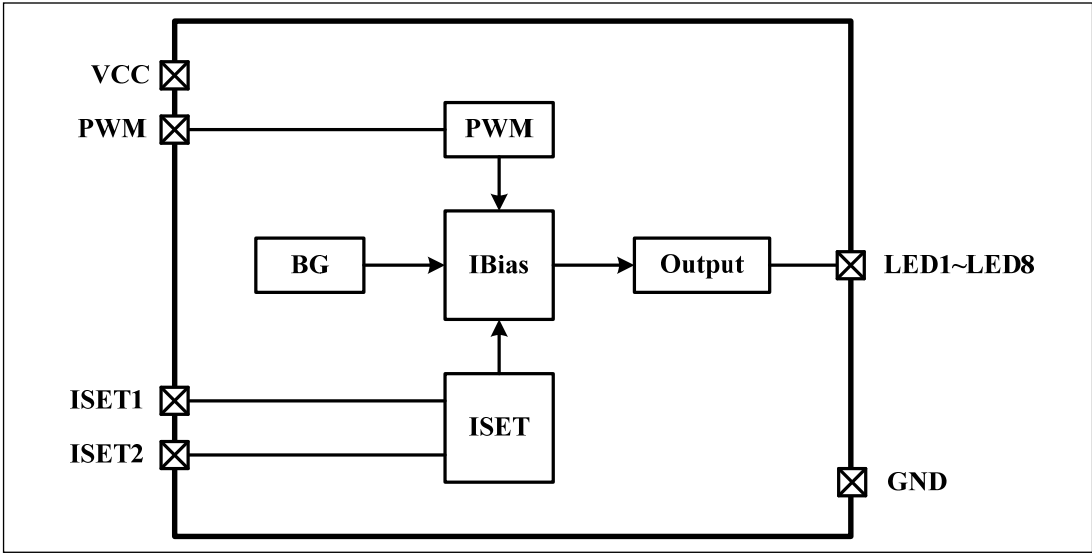 VCC
PWM
PWM
BG
IBias
Output
LED1~LED8
ISET1
ISET
ISET2
GND